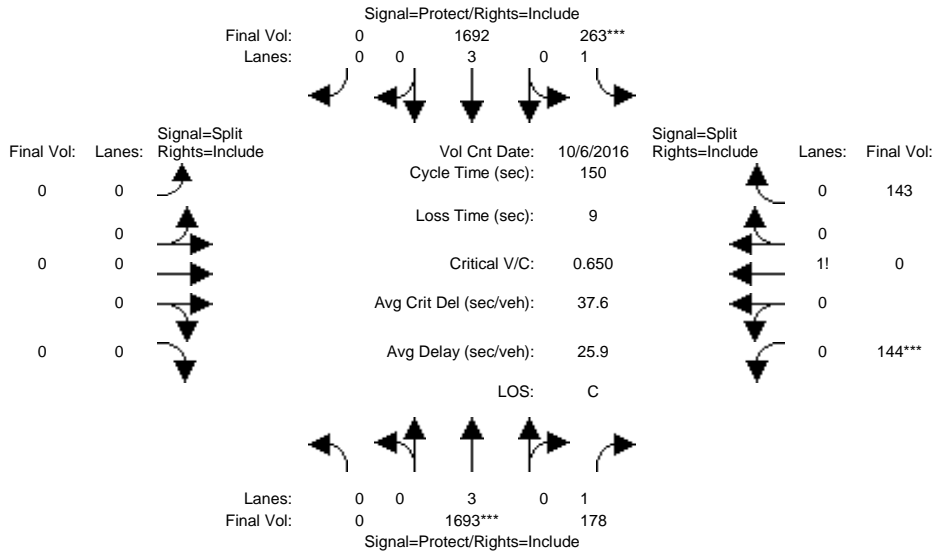 Signal=Protect/Rights=Include
Final Vol: 0 1692 263***
Lanes: 0 0 3 0 1
Signal=Split Signal=Split
Final Vol: Lanes: Rights=Include Vol Cnt Date: 10/6/2016 Rights=Include Lanes: Final Vol:
Cycle Time (sec): 150
0 0 0 143
Loss Time (sec): 9
0 0
0 0 Critical V/C: 0.650 1! 0
0 Avg Crit Del (sec/veh): 37.6 0
0 0 Avg Delay (sec/veh): 25.9 0 144***
LOS: C
Lanes: 0 0 3 0 1
Final Vol: 0 1693*** 178
Signal=Protect/Rights=Include